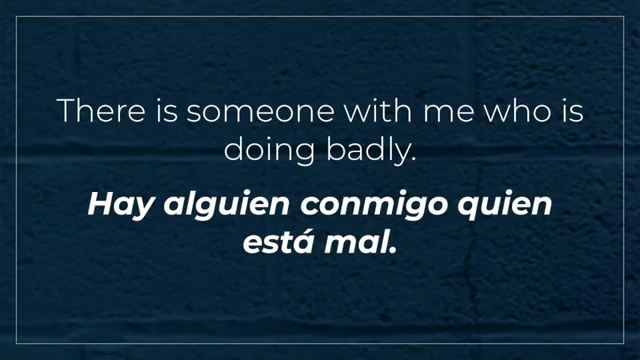 There is someone with me who is
doing badly.
Hay alguien conmigo quien
está mal.